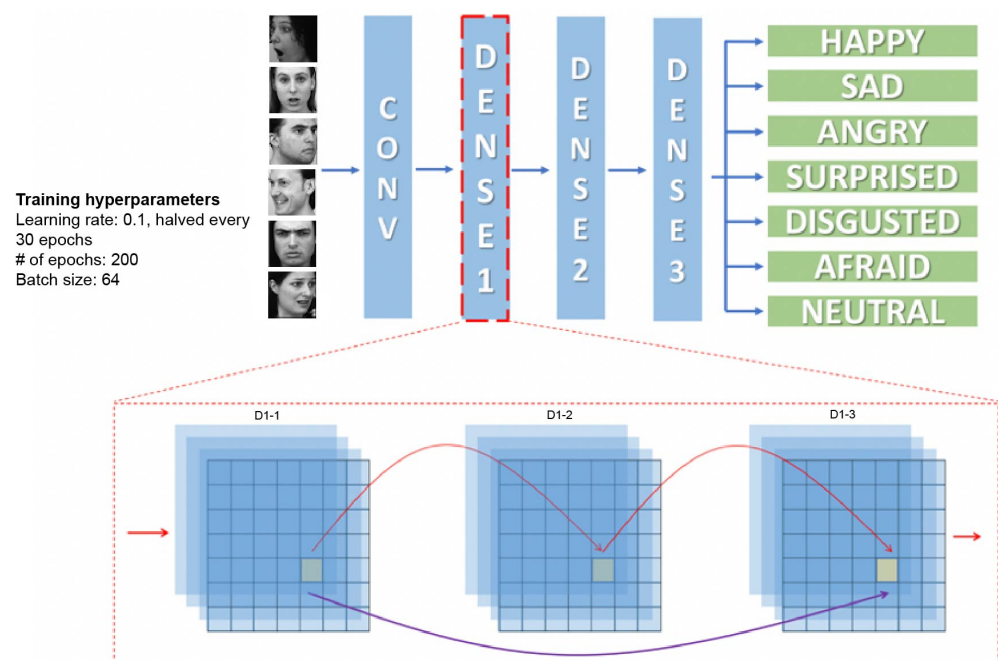 Training hyperparameters
Learning rate: 0.1, halved every
30 epochs
# of epochs: 200
Batch size: 64
CONV
DENSE1
DENSE2
DENSE3
HAPPY
SAD
ANGRY
SURPRISED
DISGUSTED
AFRAID
NEUTRAL
D1-1
D1-2
D1-3